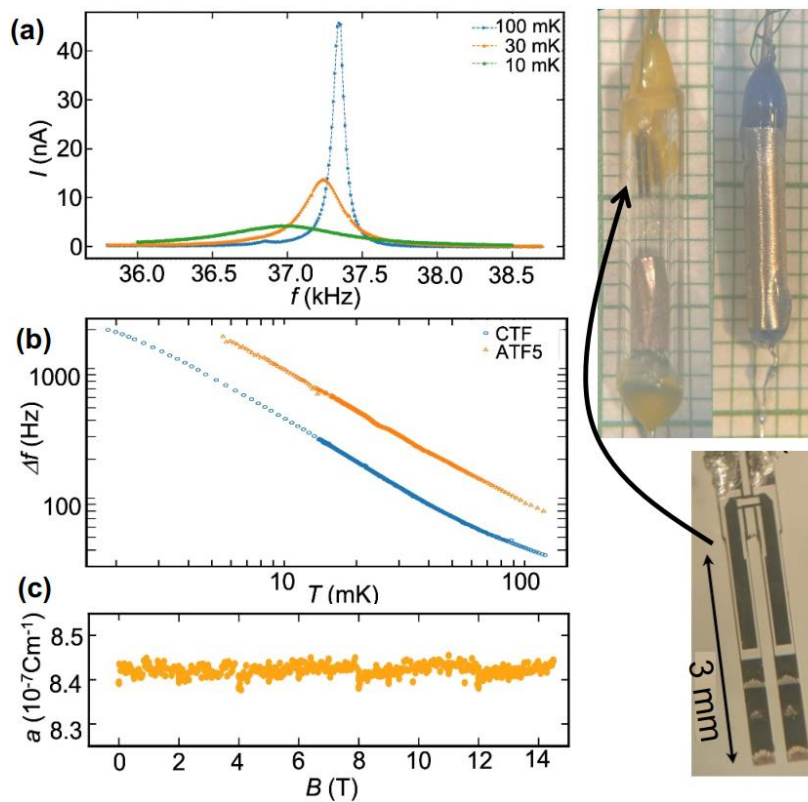 (a)
50
40
30
20
10
0
I (nA)
100 mK
30 mK
10 mK
36.0 36.5 37.0 37.5 38.0 38.5
f (kHz)
(b)
1000
100
Δf (Hz)
CTF
ATF5
10 100
T (mK)
(c)
8.5
8.4
8.3
a (10⁻⁷Cm⁻¹)
0 2 4 6 8 10 12 14
B (T)
3 mm